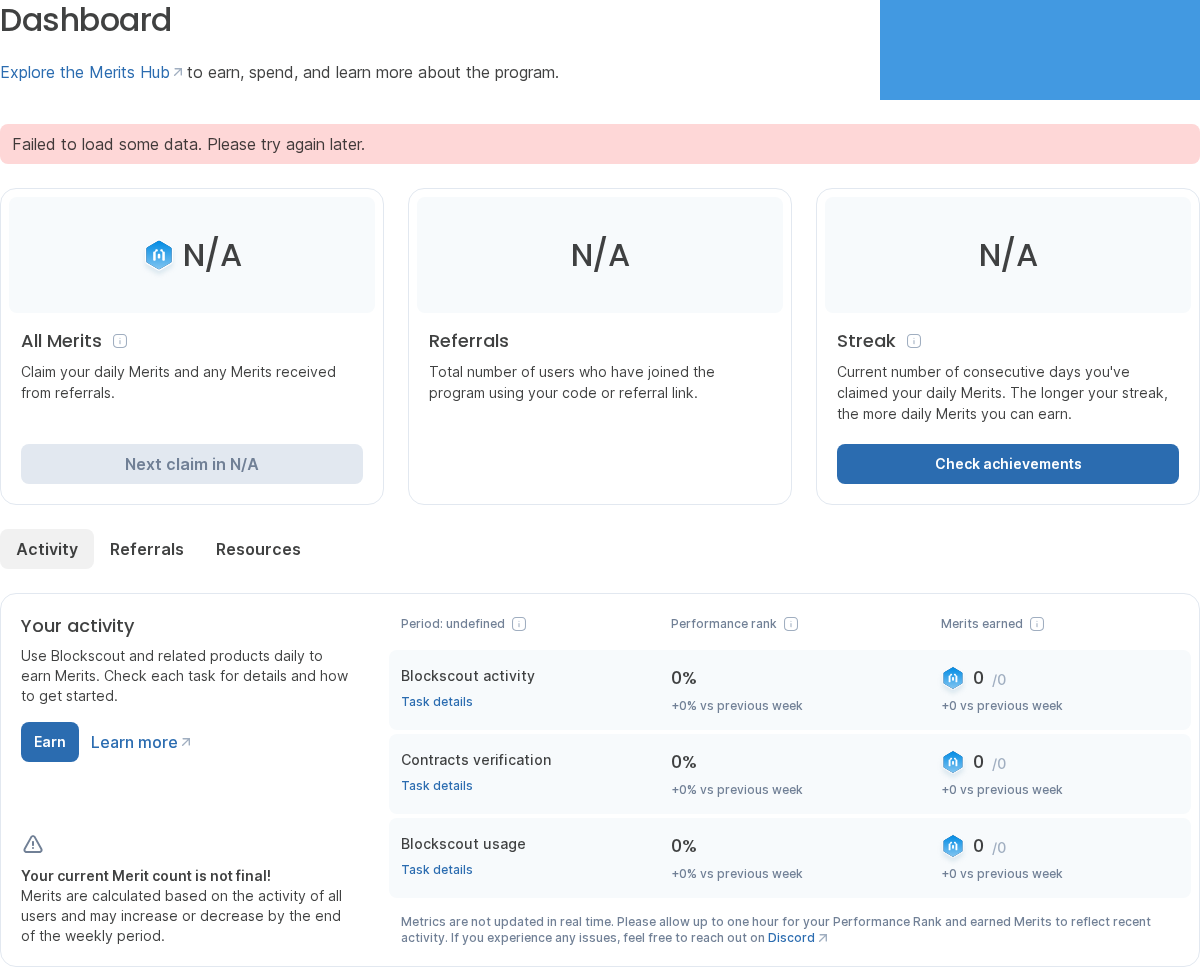 Dashboard
Explore the Merits Hub to earn, spend, and learn more about the program.
Failed to load some data. Please try again later.
N/A
All Merits
Claim your daily Merits and any Merits received
from referrals.
Next claim in N/A
N/A
Referrals
Total number of users who have joined the
program using your code or referral link.
N/A
Streak
Current number of consecutive days you've
claimed your daily Merits. The longer your streak,
the more daily Merits you can earn.
Check achievements
Activity
Referrals
Resources
Your activity
Use Blockscout and related products daily to
earn Merits. Check each task for details and how
to get started.
Earn
Learn more
Your current Merit count is not final!
Merits are calculated based on the activity of all
users and may increase or decrease by the end
of the weekly period.
Period: undefined
Performance rank
Merits earned
Blockscout activity
Task details
0%
+0% vs previous week
0 /0
+0 vs previous week
Contracts verification
Task details
0%
+0% vs previous week
0 /0
+0 vs previous week
Blockscout usage
Task details
0%
+0% vs previous week
0 /0
+0 vs previous week
Metrics are not updated in real time. Please allow up to one hour for your Performance Rank and earned Merits to reflect recent
activity. If you experience any issues, feel free to reach out on Discord